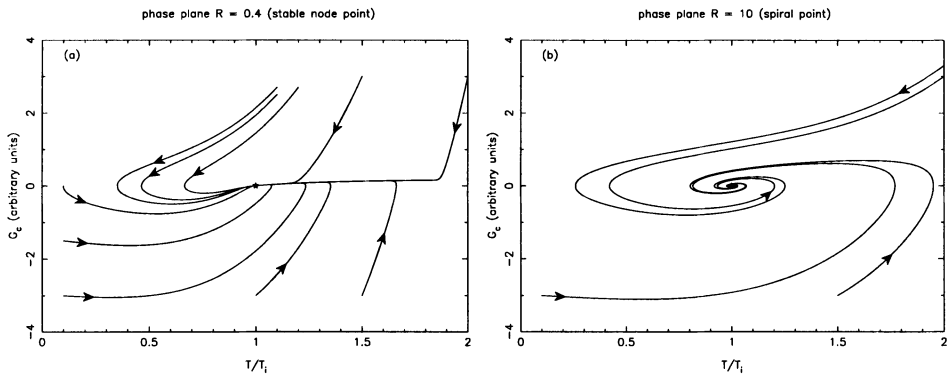 phase plane R = 0.4 (stable node point)
(a)
G_c (arbitrary units)
4
2
0
-2
-4
0
0.5
1
1.5
2
T/T_i
phase plane R = 10 (spiral point)
(b)
G_c (arbitrary units)
4
2
0
-2
-4
0
0.5
1
1.5
2
T/T_i